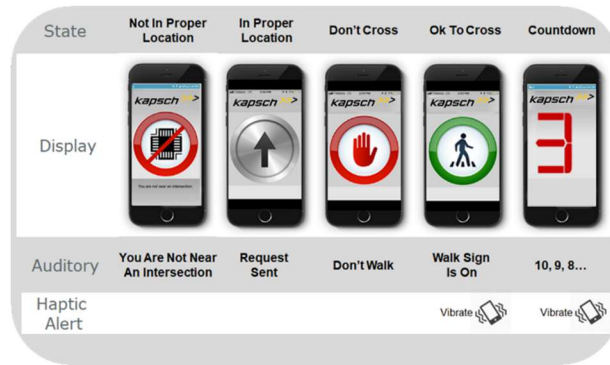 State
Not In Proper
Location
In Proper
Location
Don't Cross
Ok To Cross
Countdown
Display
kapsch >>>
kapsch >>>
kapsch >>>
kapsch >>>
kapsch >>>
You are not near an intersection.
3
Auditory
You Are Not Near
An Intersection
Request
Sent
Don't Walk
Walk Sign
Is On
10, 9, 8...
Haptic
Alert
Vibrate
Vibrate